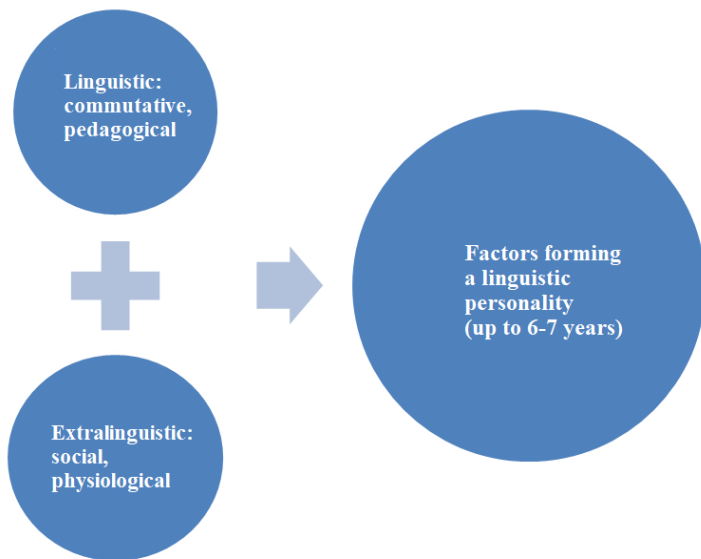 Linguistic:
commutative,
pedagogical
Extralinguistic:
social,
physiological
Factors forming
a linguistic
personality
(up to 6-7 years)